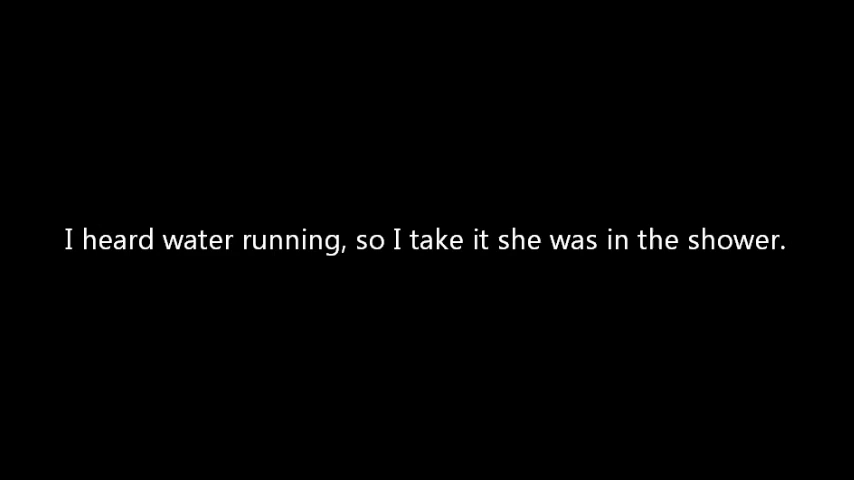 I heard water running, so I take it she was in the shower.